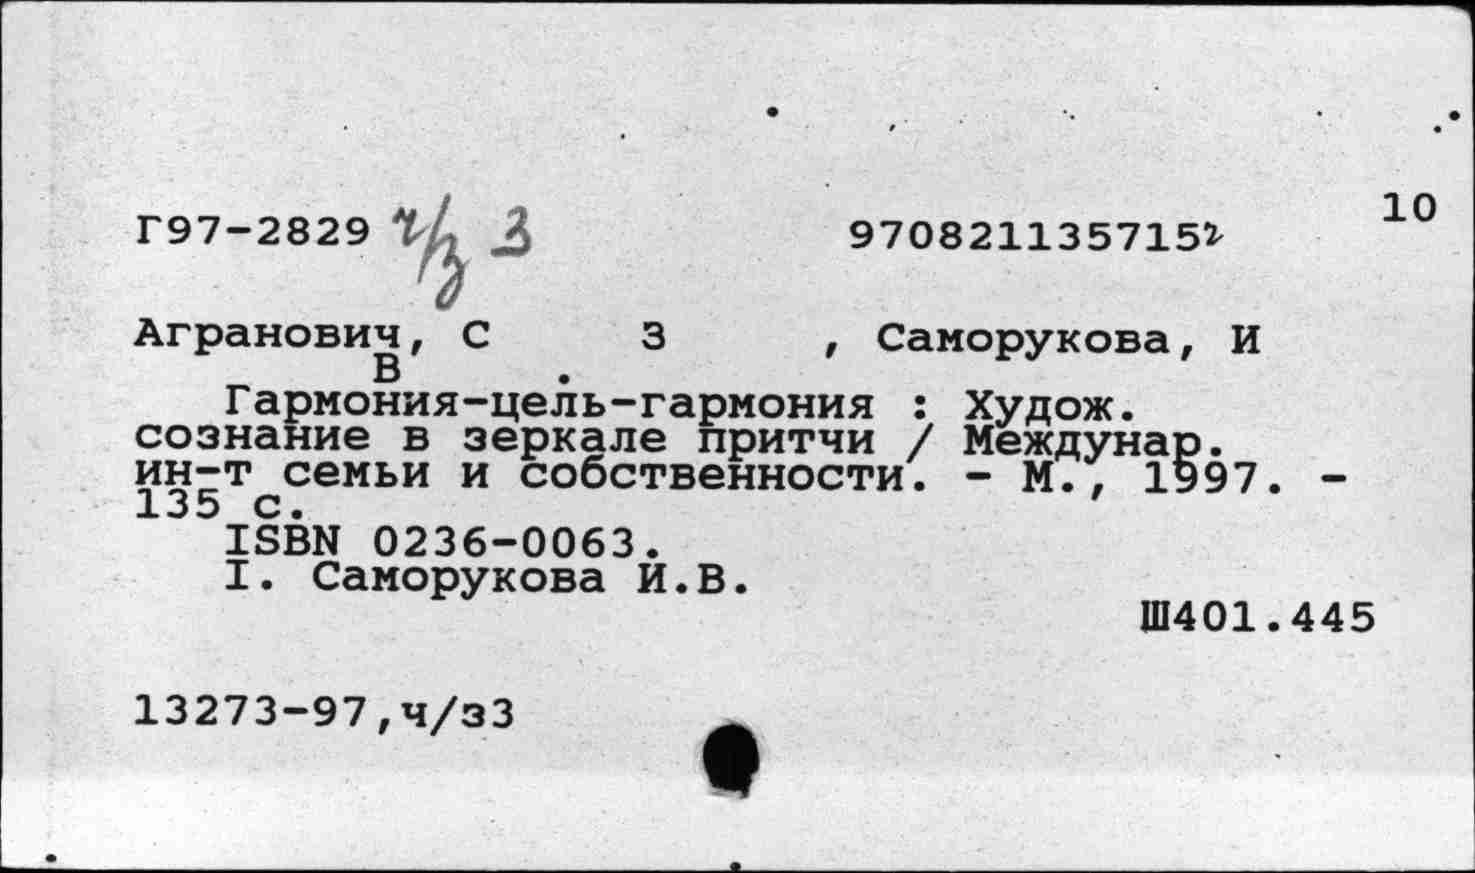 10
Г97-2829 ч/з 3 970821135715
Агранович, С З , Саморукова, И
В .
Гармония-цель-гармония : Худож.
сознание в зеркале притчи / Междунар.
ин-т семьи и собственности. - М., 1997. -
135 с.
ISBN 0236-0063.
I. Саморукова И.В.
Ш401.445
13273-97,ч/з3